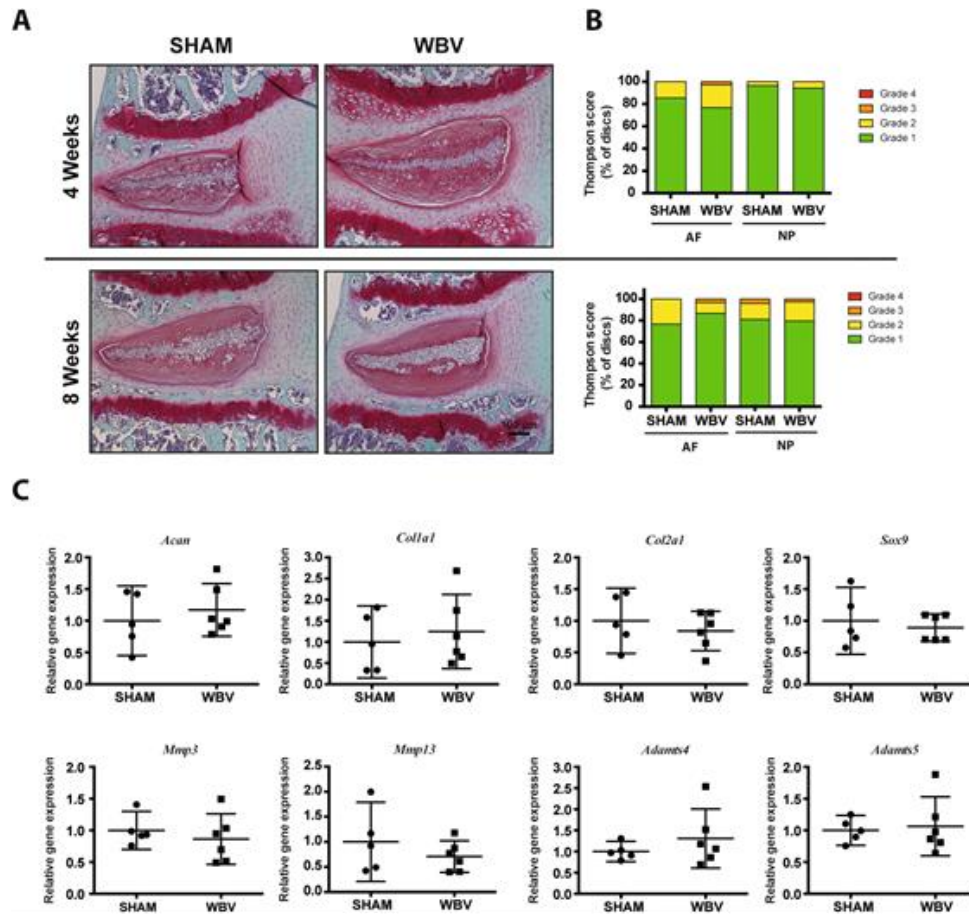 A
SHAM
WBV
4 Weeks
8 Weeks
B
Thompson score
(% of discs)
100
80
60
40
20
0
SHAM WBV SHAM WBV
AF NP
Grade 4
Grade 3
Grade 2
Grade 1
Thompson score
(% of discs)
100
80
60
40
20
0
SHAM WBV SHAM WBV
AF NP
Grade 4
Grade 3
Grade 2
Grade 1
C
Acan
Relative gene expression
2.0
1.5
1.0
0.5
0.0
SHAM WBV
Col1a1
Relative gene expression
3.0
2.5
2.0
1.5
1.0
0.5
0.0
SHAM WBV
Col2a1
Relative gene expression
2.0
1.5
1.0
0.5
0.0
SHAM WBV
Sox9
Relative gene expression
2.0
1.5
1.0
0.5
0.0
SHAM WBV
Mmp3
Relative gene expression
2.0
1.5
1.0
0.5
0.0
SHAM WBV
Mmp13
Relative gene expression
2.5
2.0
1.5
1.0
0.5
0.0
SHAM WBV
Adamts4
Relative gene expression
3.0
2.5
2.0
1.5
1.0
0.5
0.0
SHAM WBV
Adamts5
Relative gene expression
2.0
1.5
1.0
0.5
0.0
SHAM WBV